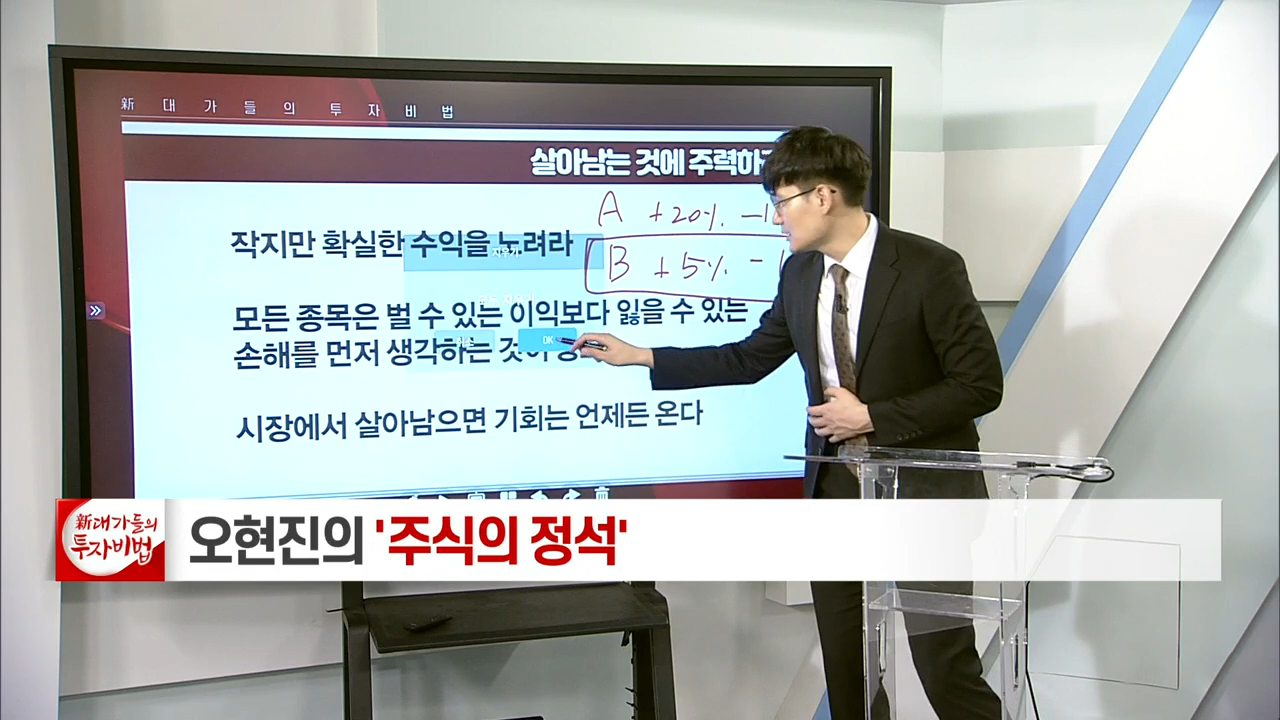 新 대 가 들 의 투 자 비 법
살아남는 것에 주력하
A +20% -1
작지만 확실한 수익을 노려라
지우기
B +5% -1
모든 종목은 벌 수 있는 이익보다 잃을 수 있는
OK
손해를 먼저 생각하는 것이
시장에서 살아남으면 기회는 언제든 온다
新대가들의
투자비법
오현진의 '주식의 정석'